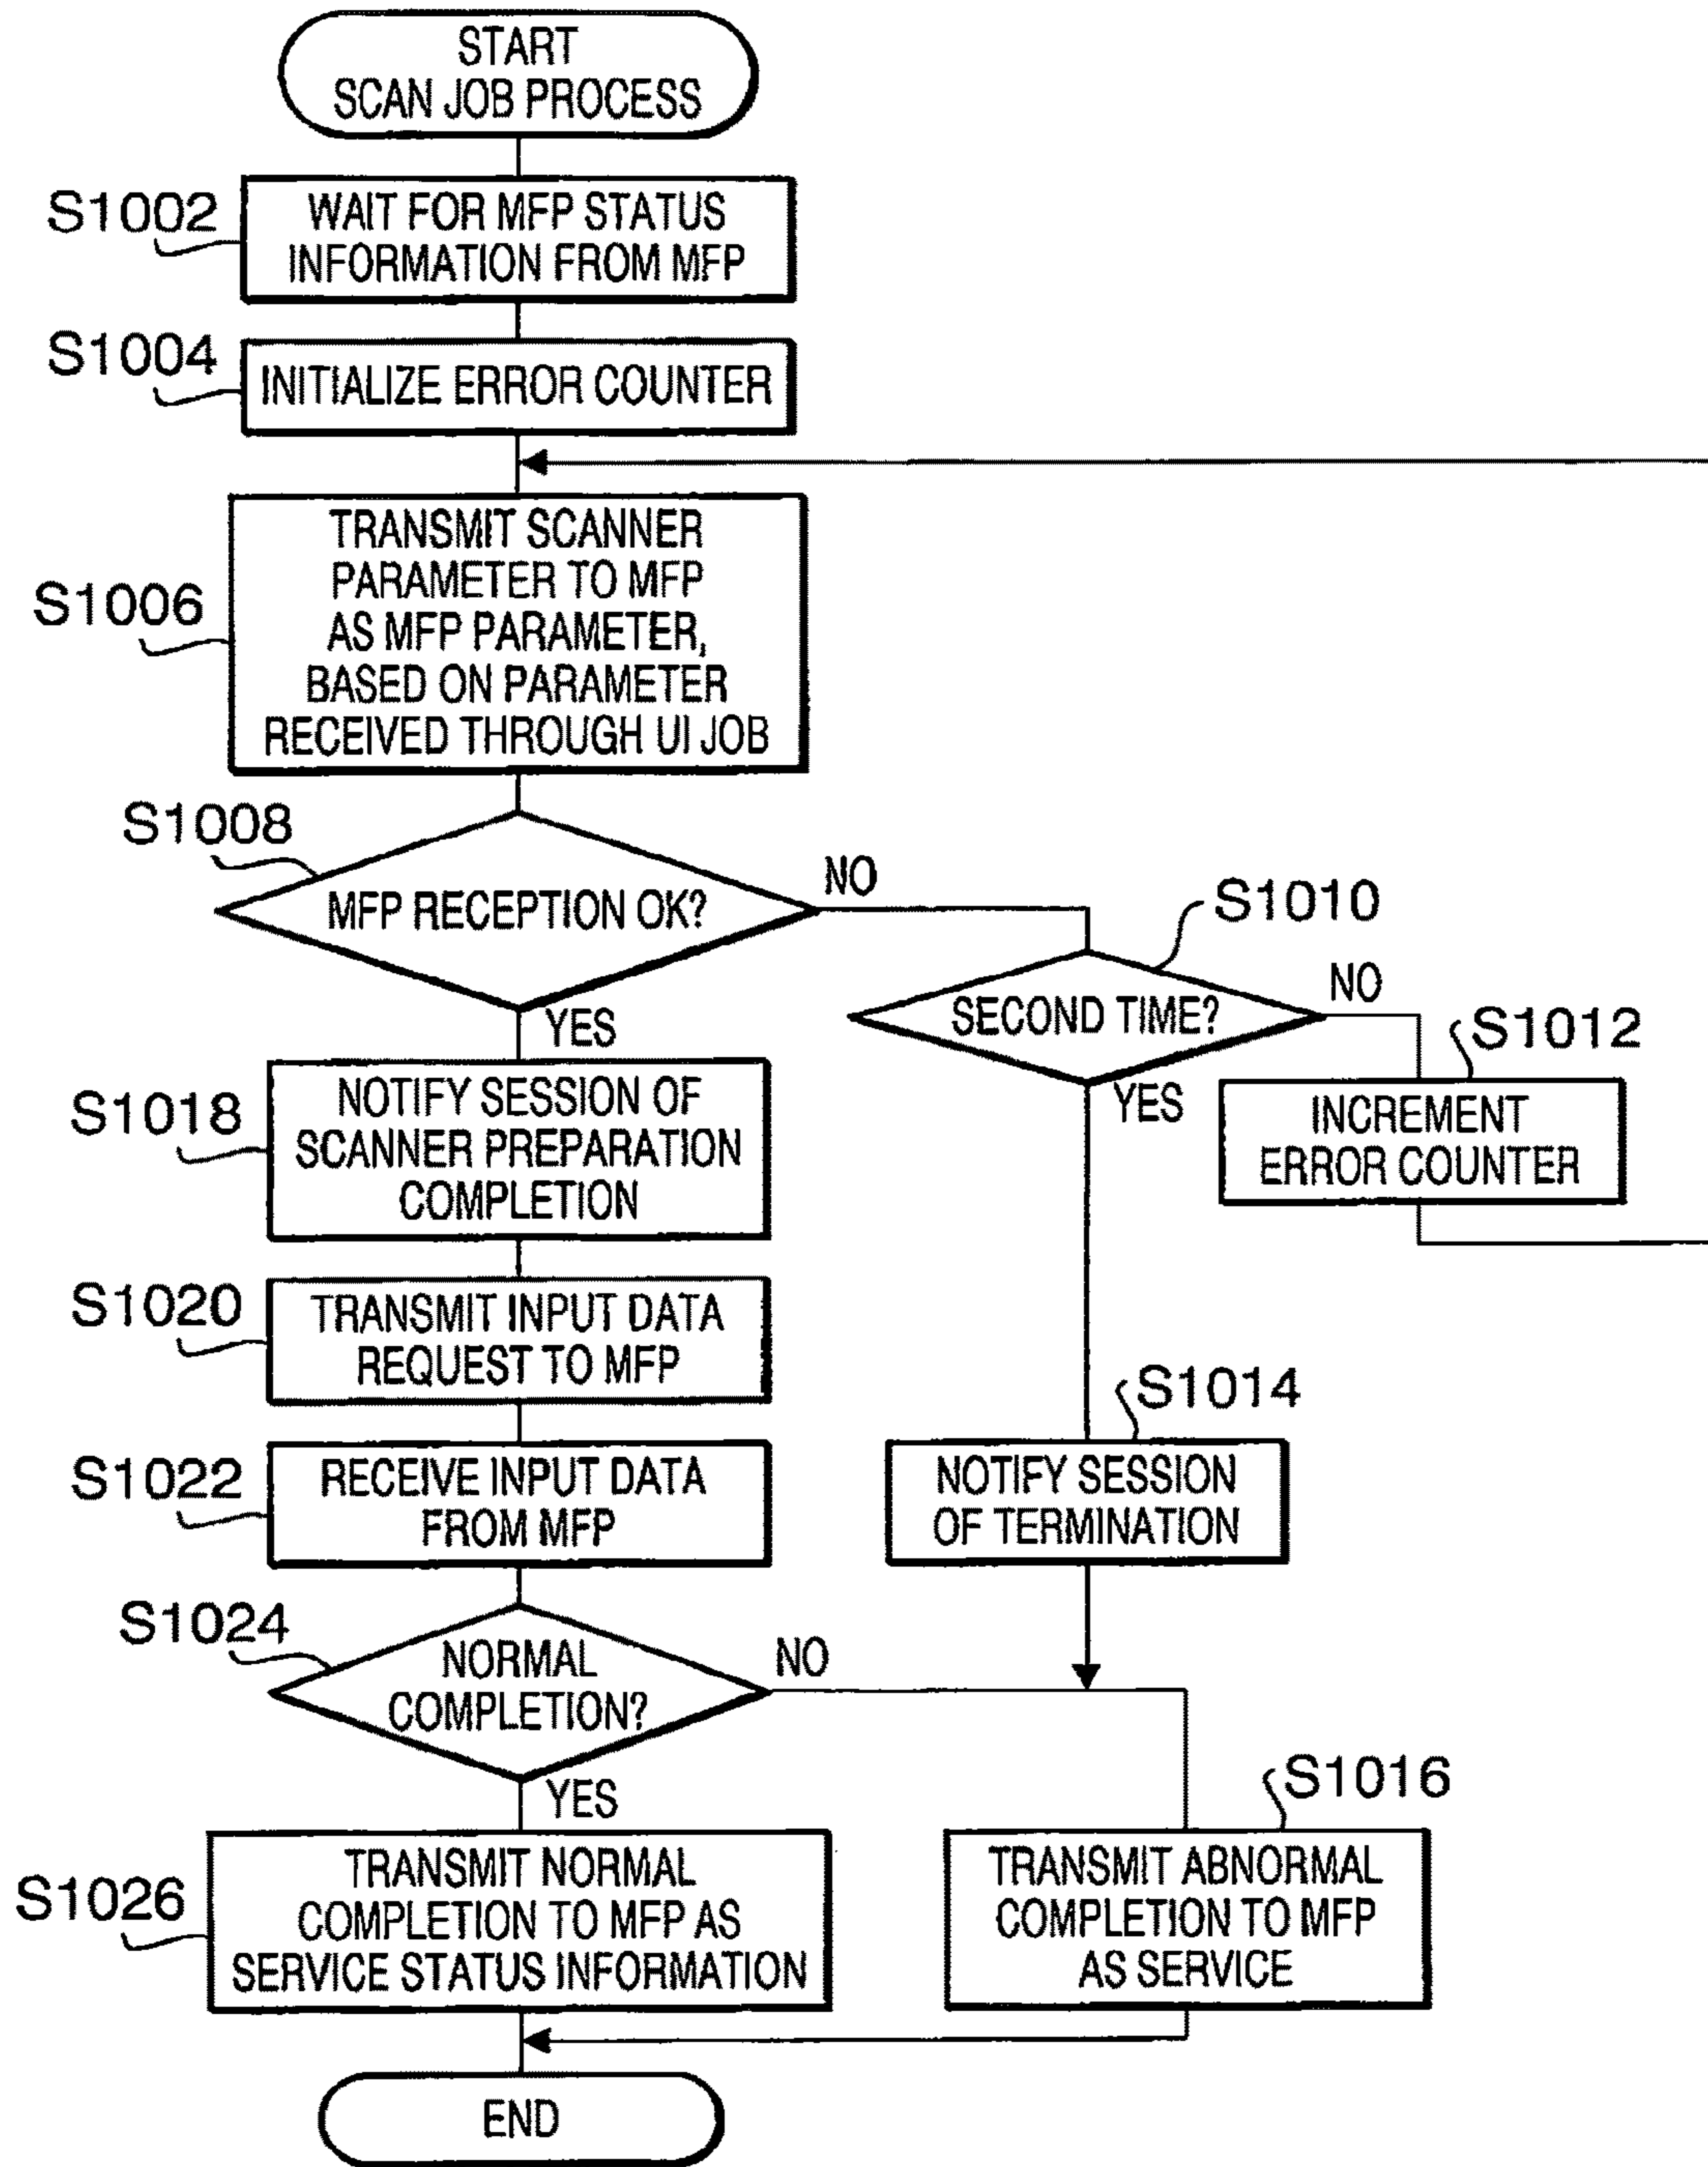 START
SCAN JOB PROCESS
S1002
WAIT FOR MFP STATUS
INFORMATION FROM MFP
S1004
INITIALIZE ERROR COUNTER
S1006
TRANSMIT SCANNER
PARAMETER TO MFP
AS MFP PARAMETER,
BASED ON PARAMETER
RECEIVED THROUGH UI JOB
S1008
MFP RECEPTION OK?
NO
YES
S1010
SECOND TIME?
NO
YES
S1012
INCREMENT
ERROR COUNTER
S1018
NOTIFY SESSION OF
SCANNER PREPARATION
COMPLETION
S1020
TRANSMIT INPUT DATA
REQUEST TO MFP
S1014
NOTIFY SESSION
OF TERMINATION
S1022
RECEIVE INPUT DATA
FROM MFP
S1024
NORMAL
COMPLETION?
NO
YES
S1016
TRANSMIT ABNORMAL
COMPLETION TO MFP
AS SERVICE
S1026
TRANSMIT NORMAL
COMPLETION TO MFP AS
SERVICE STATUS INFORMATION
END